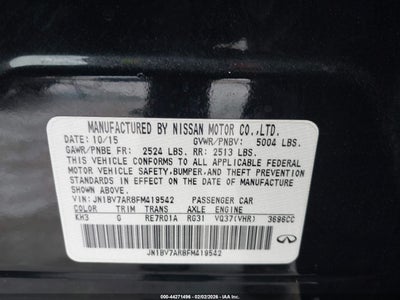 MANUFACTURED BY NISSAN MOTOR CO.,LTD.
DATE: 10/15 GVWR/PNBV: 5004 LBS.
GAWR/PNBE FR: 2524 LBS. RR: 2513 LBS.
THIS VEHICLE CONFORMS TO ALL APPLICABLE FEDERAL
MOTOR VEHICLE SAFETY, BUMPER, AND THEFT PREVENTION
STANDARDS IN EFFECT ON THE DATE OF MANUFACTURE
SHOWN ABOVE.
VIN: JN1BV7AR8FM419542 PASSENGER CAR
COLOR TRIM TRANS AXLE ENGINE
KH3 G RE7R01A RG31 VQ37(VHR) 3696CC
JN1BV7AR8FM419542
© IAA
000-44271496 - 02/02/2026 - 000-IAA